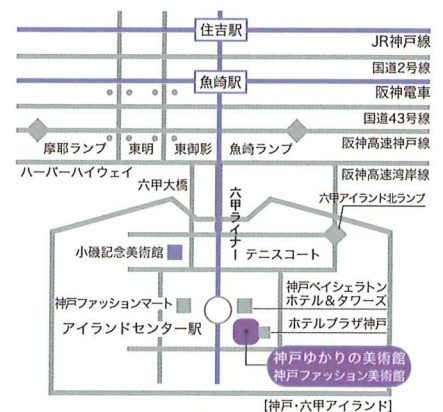 住吉駅
JR神戸線
国道2号線
魚崎駅
阪神電車
国道43号線
阪神高速神戸線
摩耶ランプ
東明
東御影
魚崎ランプ
ハーバーハイウェイ
阪神高速湾岸線
六甲大橋
六甲ライナー
六甲アイランド北ランプ
小磯記念美術館
テニスコート
神戸ファッションマート
神戸ベイシェラトン
ホテル&タワーズ
アイランドセンター駅
ホテルプラザ神戸
神戸ゆかりの美術館
神戸ファッション美術館
[神戸・六甲アイランド]